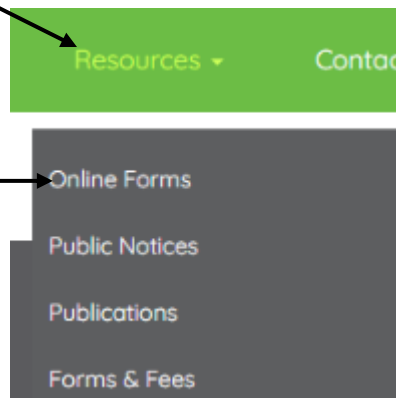 Resources Contac
Online Forms
Public Notices
Publications
Forms & Fees